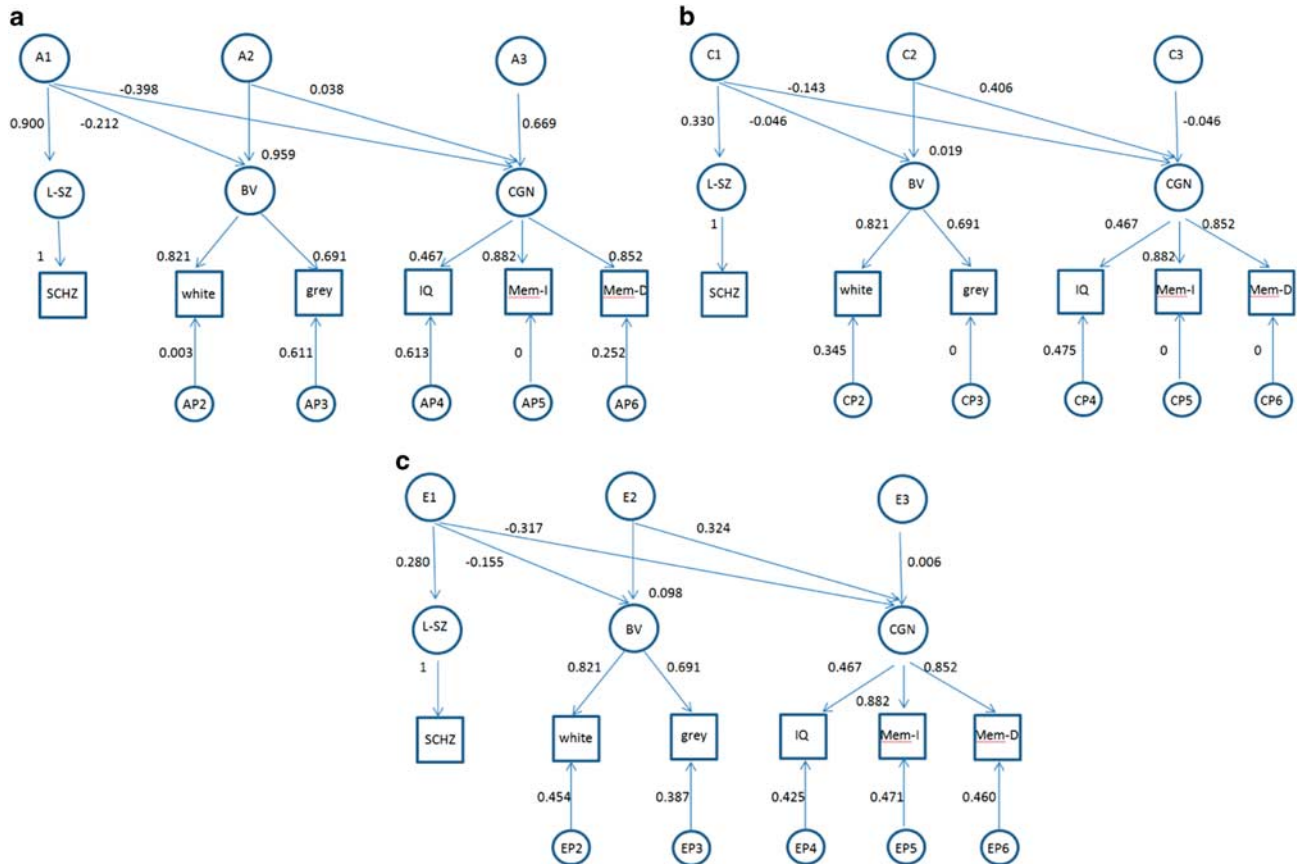 a
A1 A2 A3
-0.398 0.038
0.900 -0.212 0.669
0.959
L-SZ BV CGN
1 0.821 0.691 0.467 0.882 0.852
SCHZ white grey IQ Mem-I Mem-D
0.003 0.611 0.613 0 0.252
AP2 AP3 AP4 AP5 AP6
b
C1 C2 C3
-0.143 0.406
0.330 -0.046 -0.046
0.019
L-SZ BV CGN
1 0.821 0.691 0.467 0.852
0.882
SCHZ white grey IQ Mem-I Mem-D
0.345 0 0.475 0 0
CP2 CP3 CP4 CP5 CP6
c
E1 E2 E3
-0.317 0.324
0.280 -0.155 0.006
0.098
L-SZ BV CGN
1 0.821 0.691 0.467 0.852
0.882
SCHZ white grey IQ Mem-I Mem-D
0.454 0.387 0.425 0.471 0.460
EP2 EP3 EP4 EP5 EP6